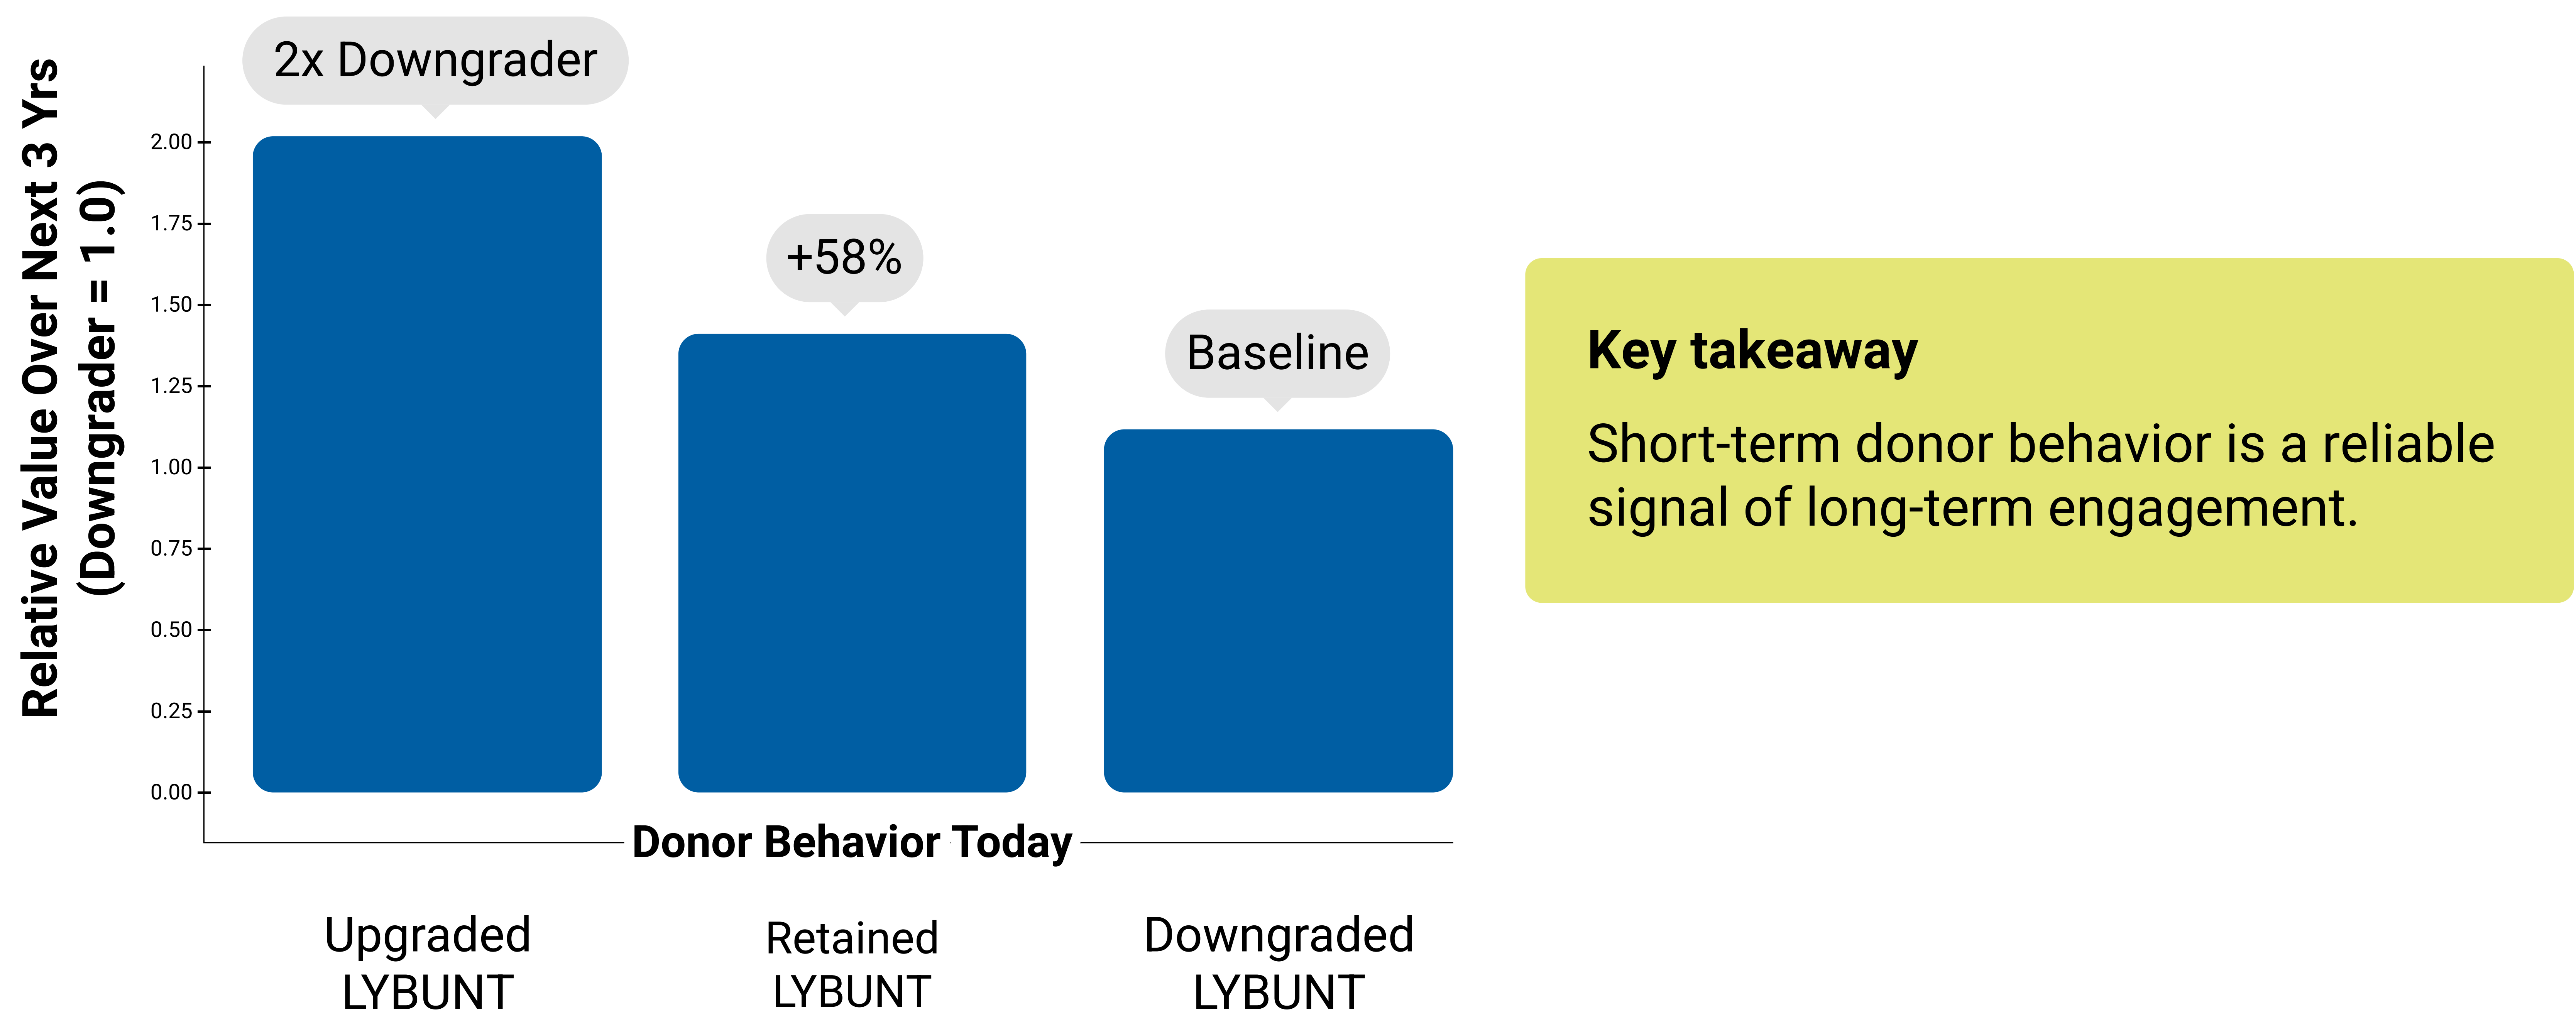 Relative Value Over Next 3 Yrs
(Downgrader = 1.0)
2x Downgrader
+58%
Baseline
2.00
1.75
1.50
1.25
1.00
0.75
0.50
0.25
0.00
Donor Behavior Today
Upgraded
LYBUNT
Retained
LYBUNT
Downgraded
LYBUNT
Key takeaway
Short-term donor behavior is a reliable
signal of long-term engagement.